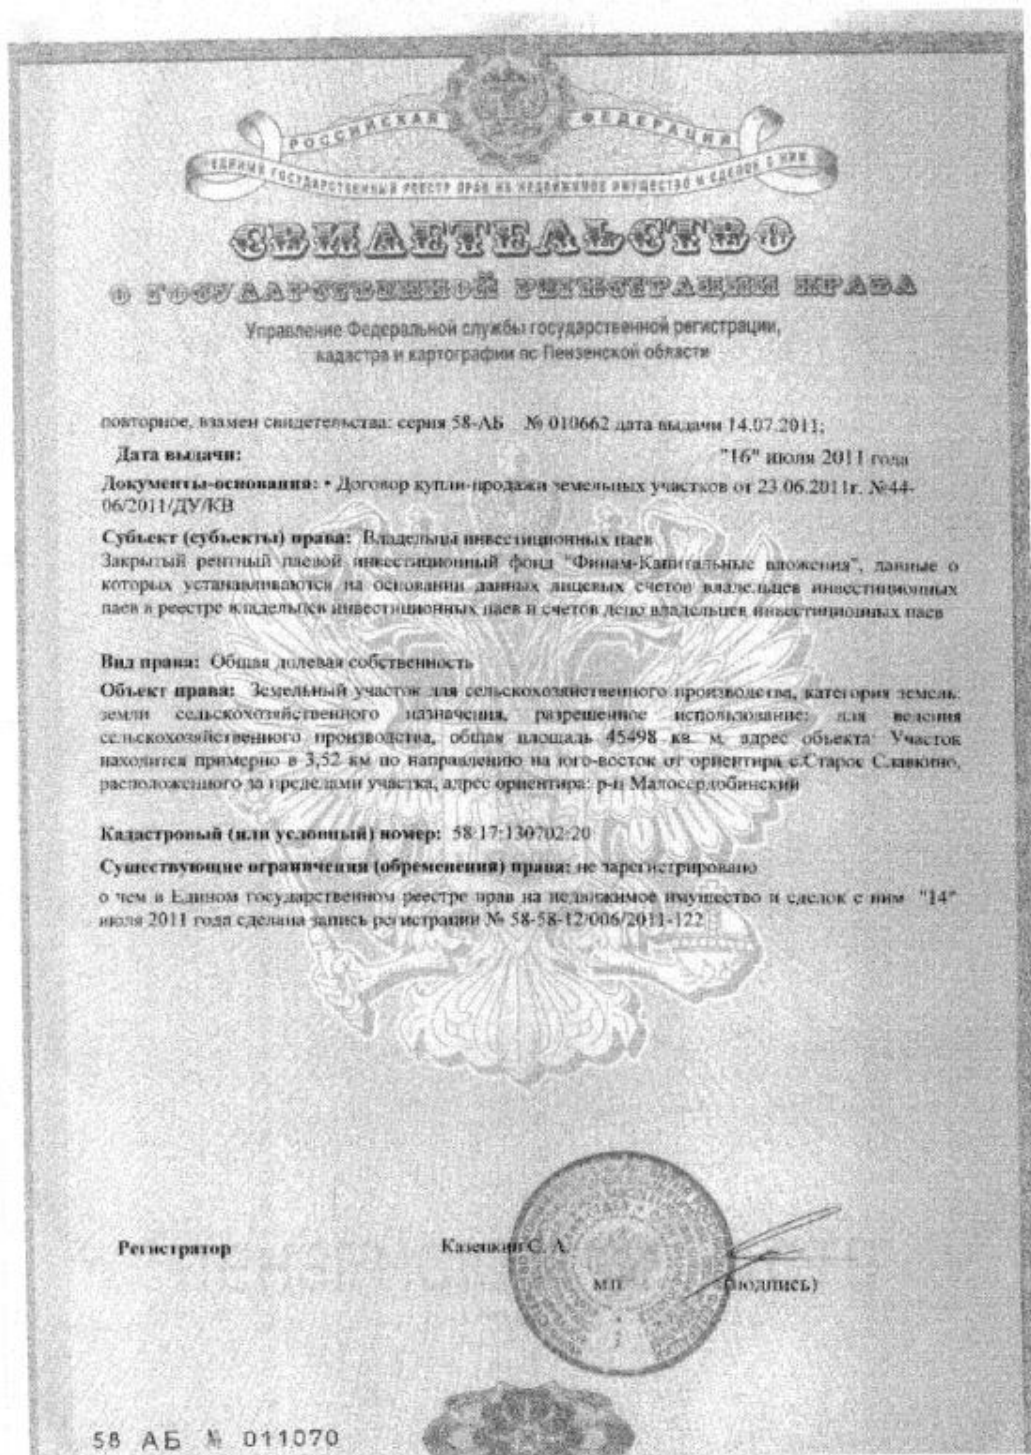 РОССИЙСКАЯ ФЕДЕРАЦИЯ
ЕДИНЫЙ ГОСУДАРСТВЕННЫЙ РЕЕСТР ПРАВ НА НЕДВИЖИМОЕ ИМУЩЕСТВО И СДЕЛОК С НИМ
СВИДЕТЕЛЬСТВО
О ГОСУДАРСТВЕННОЙ РЕГИСТРАЦИИ ПРАВА
Управление Федеральной службы государственной регистрации,
кадастра и картографии по Пензенской области
повторное, взамен свидетельства: серия 58-АБ № 010662 дата выдачи 14.07.2011;
Дата выдачи: "16" июля 2011 года
Документы-основания: • Договор купли-продажи земельных участков от 23.06.2011г. №44-
06/2011/ДУ/КВ
Субъект (субъекты) права: Владельцы инвестиционных паев
Закрытый рентный паевой инвестиционный фонд "Финам-Капитальные вложения", данные о
которых устанавливаются на основании данных лицевых счетов владельцев инвестиционных
паев в реестре владельцев инвестиционных паев и счетов депо владельцев инвестиционных паев
Вид права: Общая долевая собственность
Объект права: Земельный участок для сельскохозяйственного производства, категория земель:
земли сельскохозяйственного назначения, разрешенное использование: для ведения
сельскохозяйственного производства, общая площадь 45498 кв. м, адрес объекта: Участок
находится примерно в 3,52 км по направлению на юго-восток от ориентира с.Старое Славкино,
расположенного за пределами участка, адрес ориентира: р-н Малосердобинский
Кадастровый (или условный) номер: 58:17:130702:20
Существующие ограничения (обременения) права: не зарегистрировано
о чем в Едином государственном реестре прав на недвижимое имущество и сделок с ним "14"
июля 2011 года сделана запись регистрации № 58-58-12/006/2011-122
Регистратор Казецкин С. А.
м.п. (подпись)
58 АБ № 011070